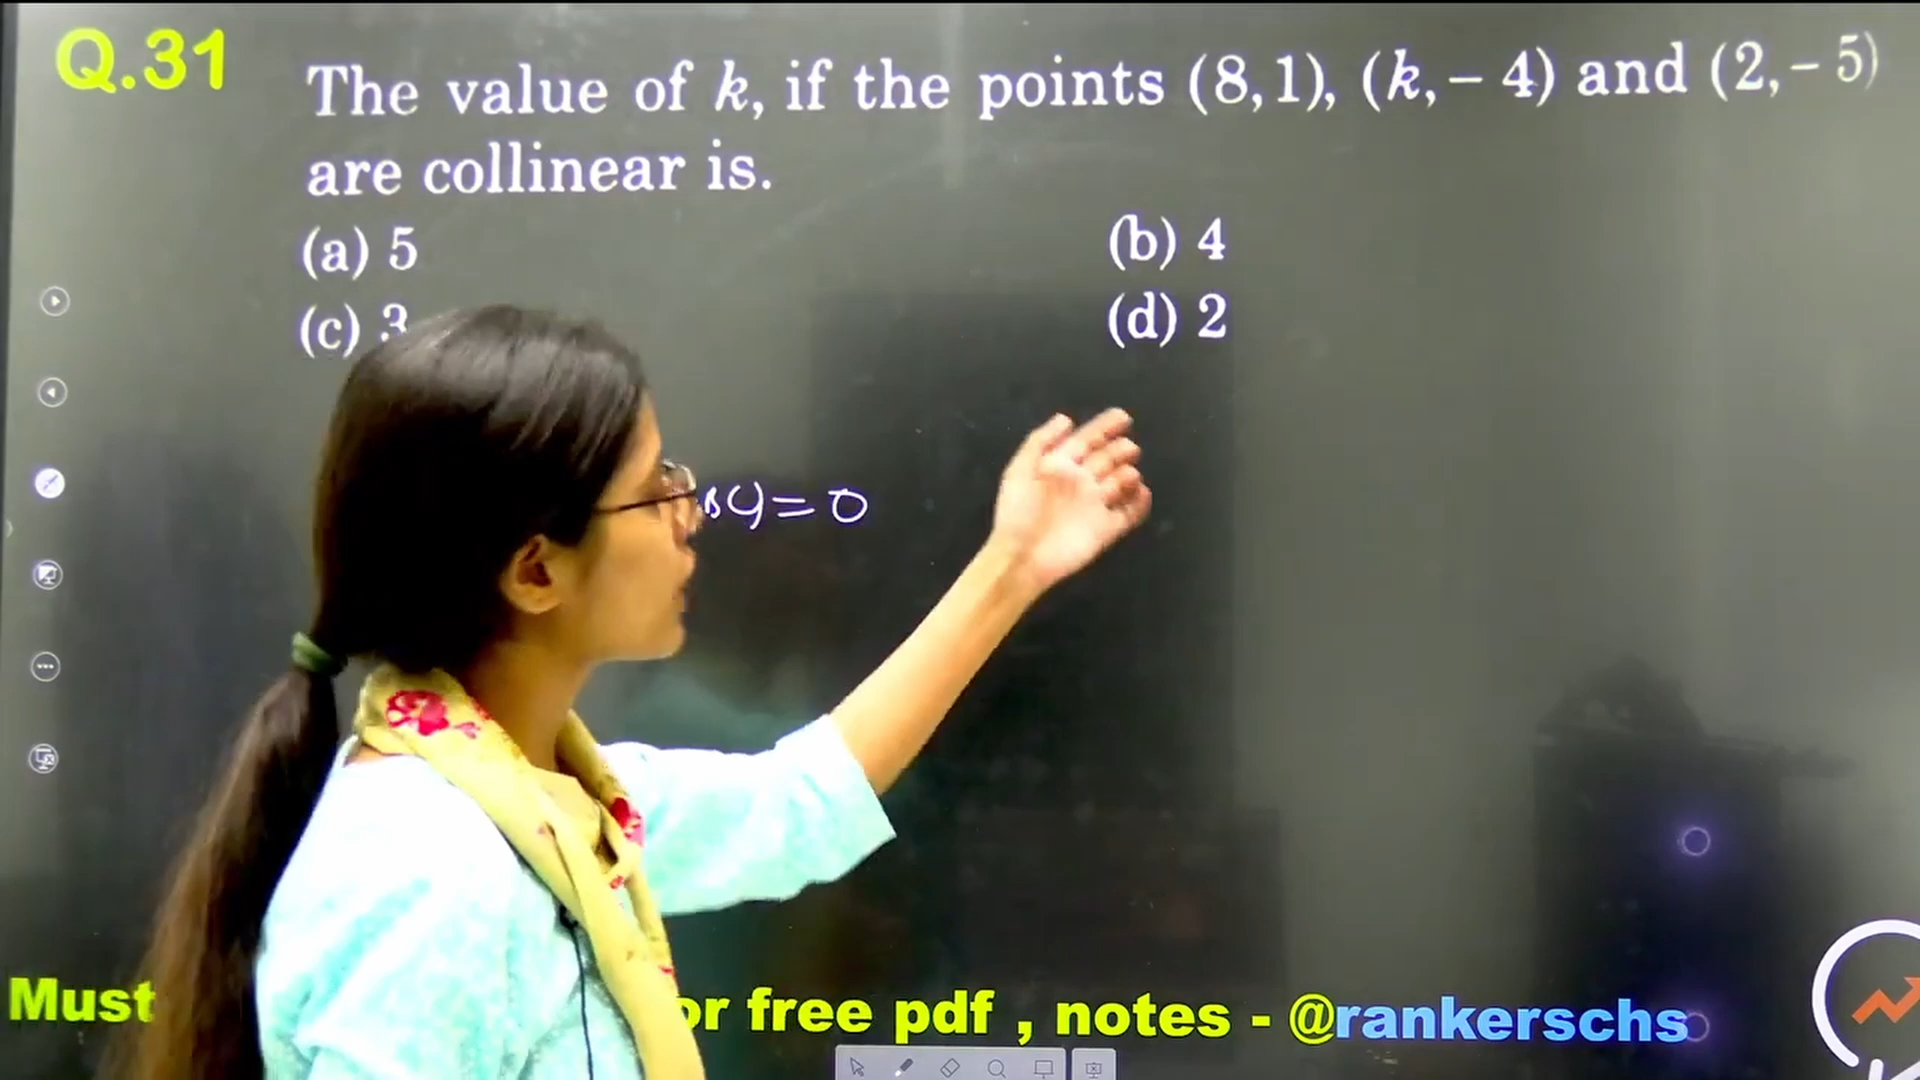 Q.31
The value of k, if the points (8,1), (k,– 4) and (2,– 5)
are collinear is.
(a) 5
(b) 4
(c) 3
(d) 2
=0
Must
or free pdf , notes - @rankerschs